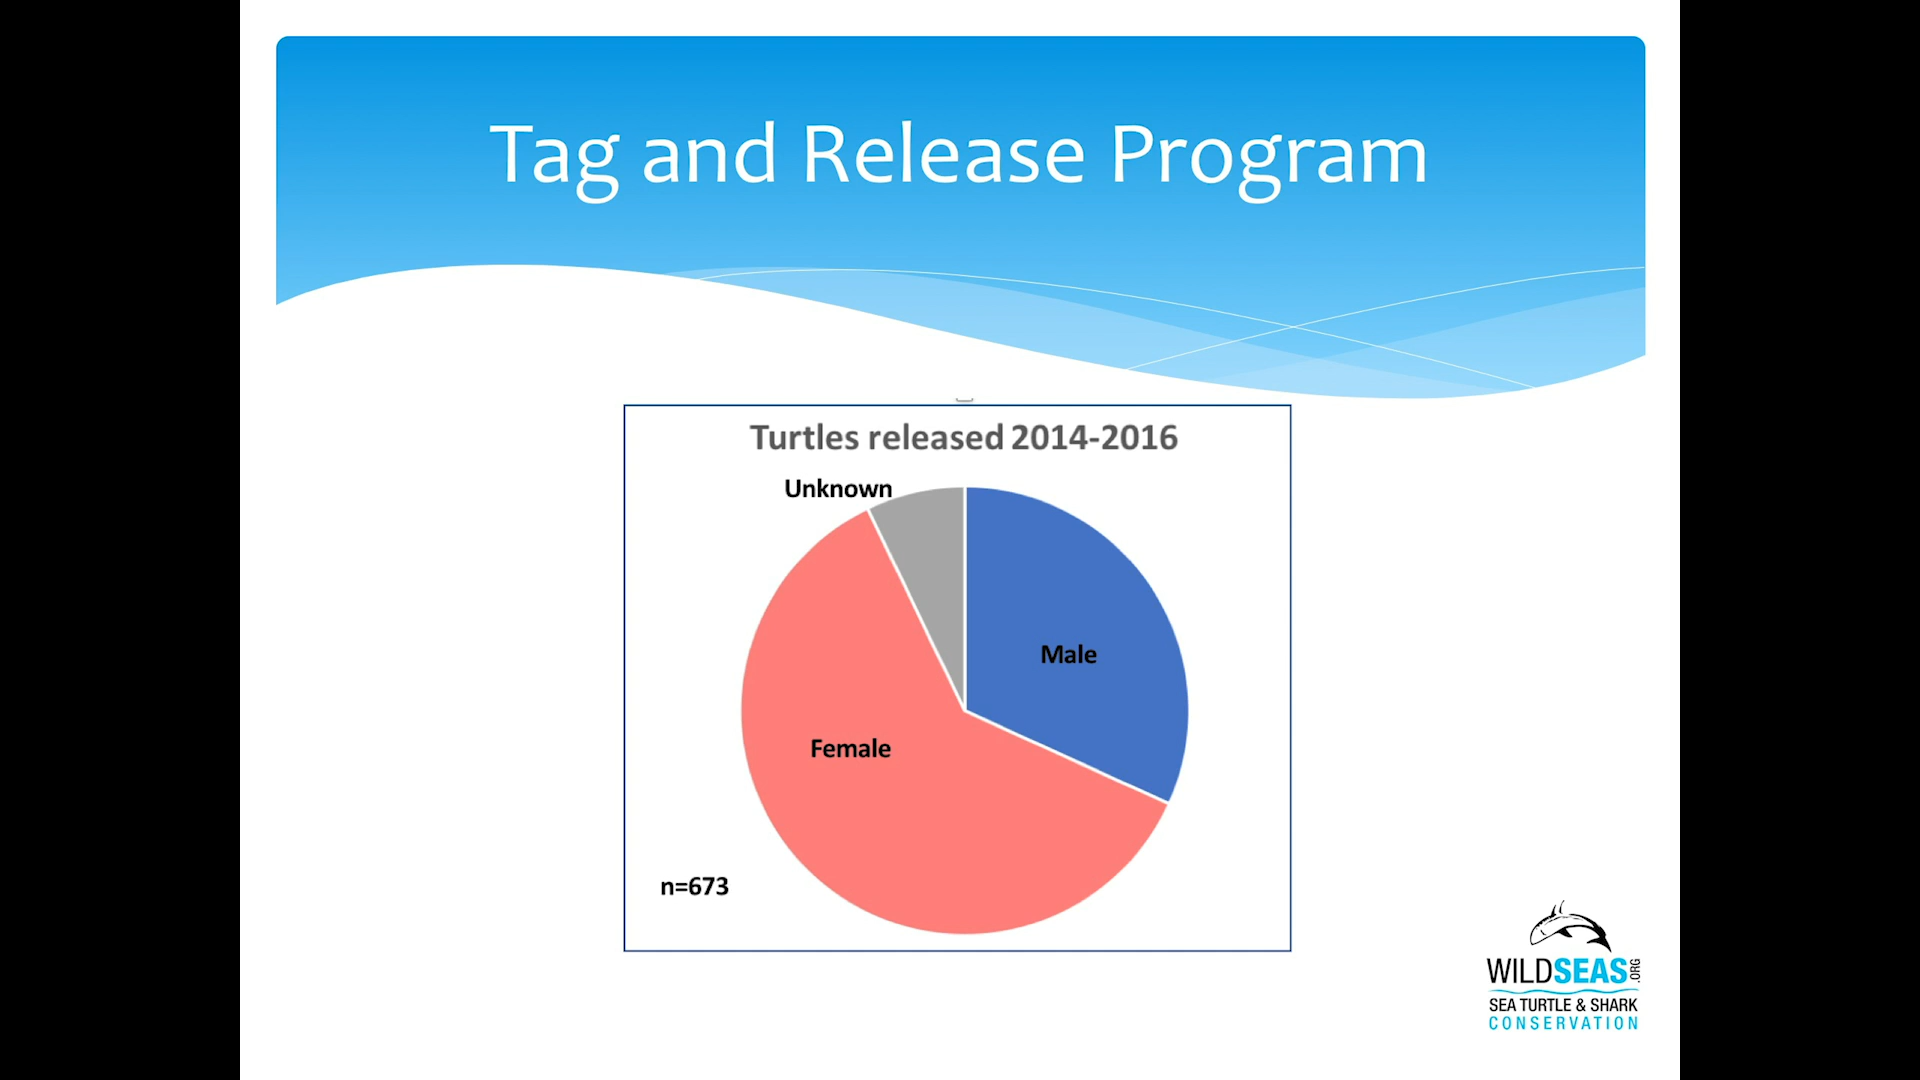 Tag and Release Program
Turtles released 2014-2016
Unknown
Male
Female
n=673
WILDSEAS.ORG
SEA TURTLE & SHARK
CONSERVATION